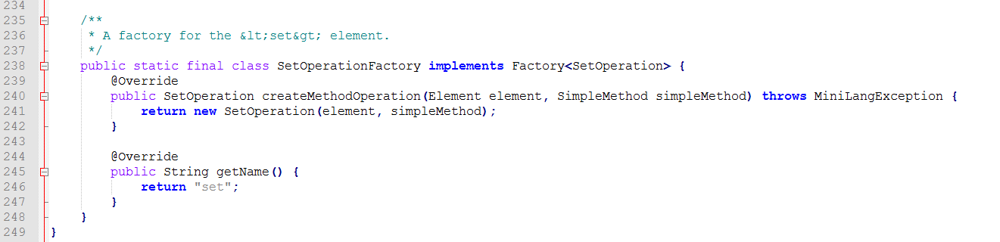 234
235 /**
236 * A factory for the &lt;set&gt; element.
237 */
238 public static final class SetOperationFactory implements Factory<SetOperation> {
239 @Override
240 public SetOperation createMethodOperation(Element element, SimpleMethod simpleMethod) throws MiniLangException {
241 return new SetOperation(element, simpleMethod);
242 }
243
244 @Override
245 public String getName() {
246 return "set";
247 }
248 }
249 }